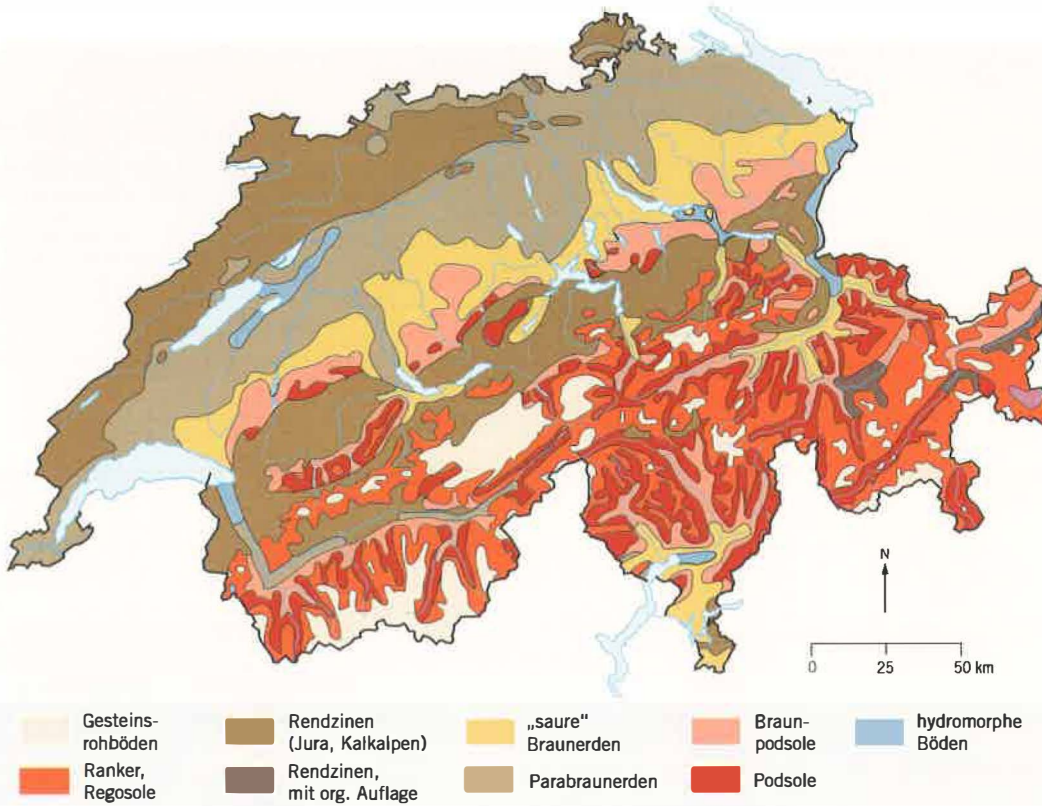 N
0 25 50 km
Gesteins-
rohböden
Rendzinen
(Jura, Kalkalpen)
„saure"
Braunerden
Braun-
podsole
hydromorphe
Böden
Ranker,
Regosole
Rendzinen,
mit org. Auflage
Parabraunerden
Podsole